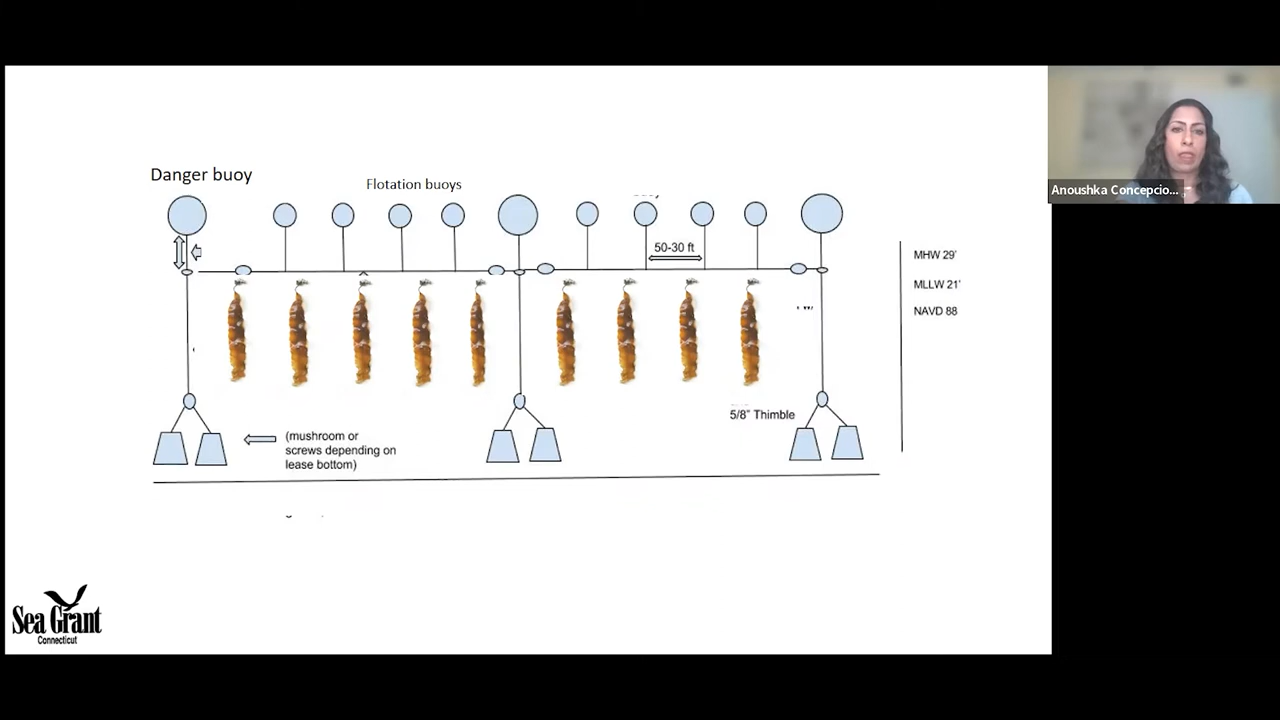 Danger buoy
Flotation buoys
50-30 ft
MHW 29'
MLLW 21'
NAVD 88
5/8" Thimble
(mushroom or
screws depending on
lease bottom)
Anoushka Concepcio...
Sea Grant
Connecticut